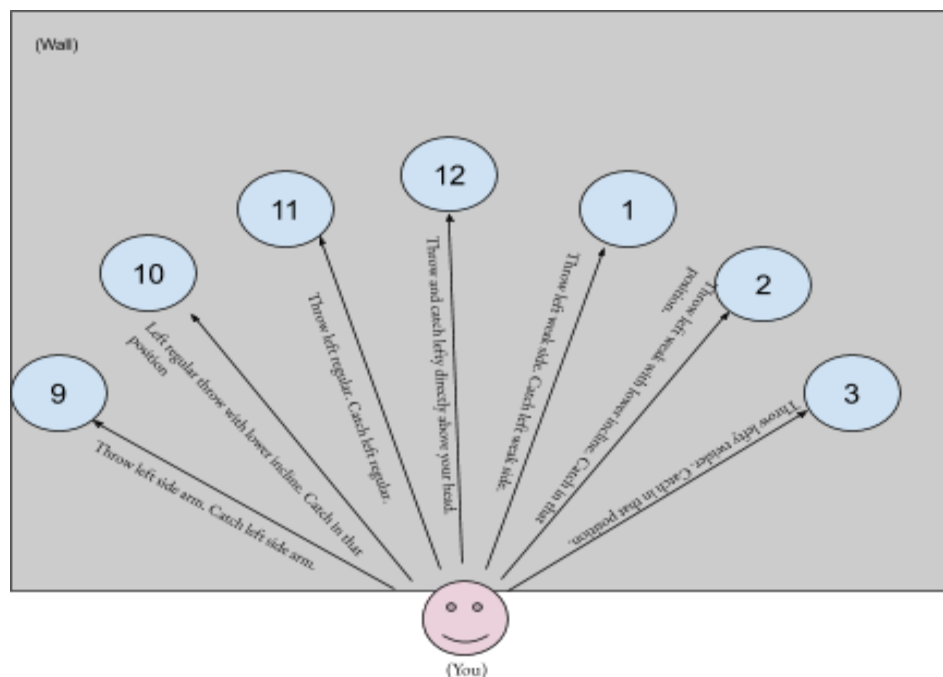 (Wall)
12
11
1
10
2
9
3
Left regular throw with lower incline. Catch in that
position
Throw left side arm. Catch left side arm.
Throw left regular. Catch left regular.
Throw and catch lefty directly above your head.
Throw left weak side. Catch left weak side.
Throw left weak with lower incline. Catch in that
position.
Throw lefty twister. Catch in that position.
(You)